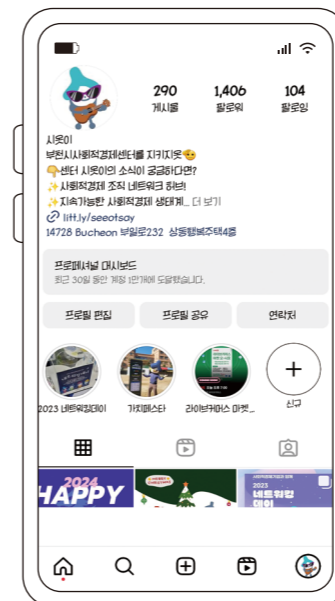 290 1,406 104
게시물 팔로워 팔로잉
시옷이
부천시사회적경제센터를 지키지옷
센터 시옷이의 소식이 궁금하다면?
사회적경제 조직 네트워크 허브!
지속가능한 사회적경제 생태계... 더 보기
litt.ly/seeotsay
14728 Bucheon 부일로232 상동행복주택4층
프로페셔널 대시보드
최근 30일 동안 계정 1만개에 도달했습니다.
프로필 편집 프로필 공유 연락처
2023 네트워킹데이 가치페스타 라이브커머스 마켓... 신규
2024
HAPPY
2023
네트워킹
데이